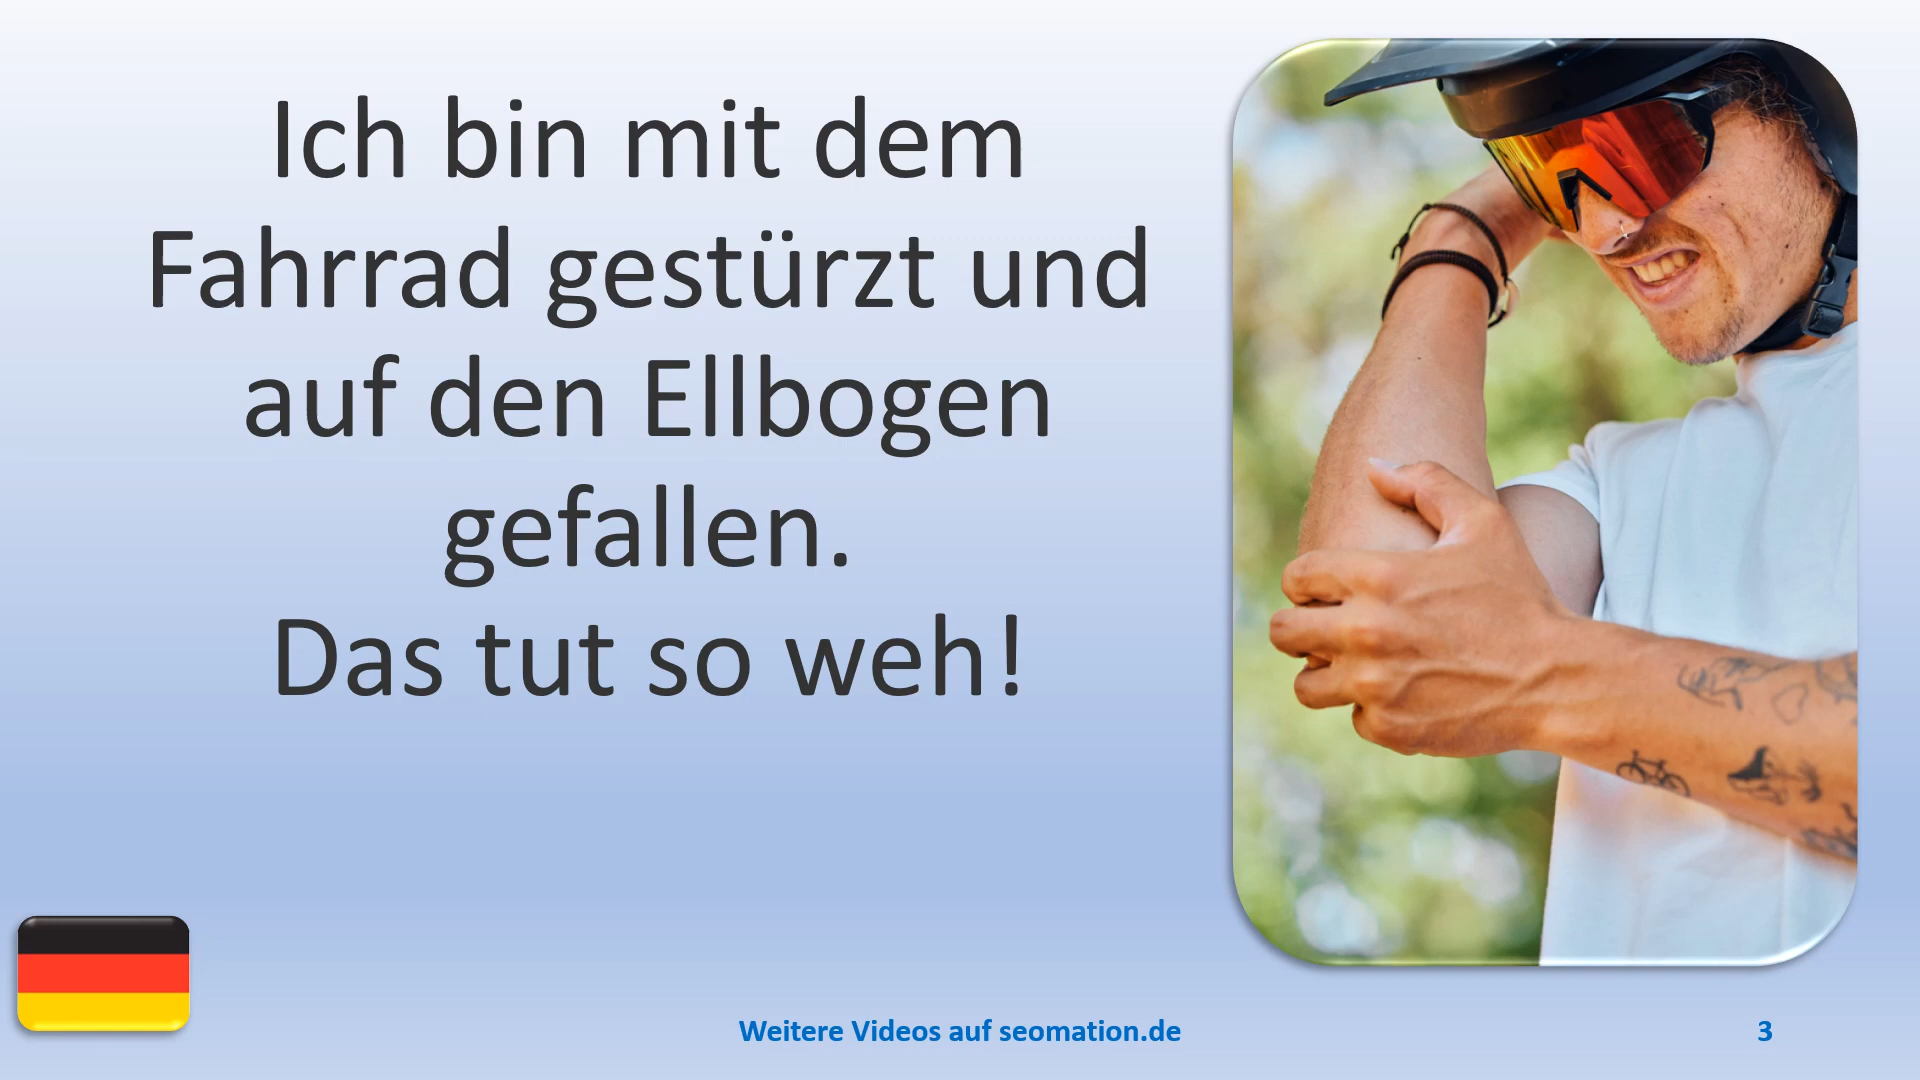 Ich bin mit dem
Fahrrad gestürzt und
auf den Ellbogen
gefallen.
Das tut so weh!
Weitere Videos auf seomation.de
3